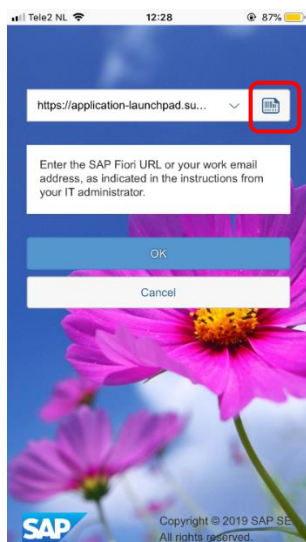 Tele2 NL 12:28 87%
https://application-launchpad.su...
Enter the SAP Fiori URL or your work email
address, as indicated in the instructions from
your IT administrator.
OK
Cancel
SAP
Copyright © 2019 SAP SE
All rights reserved.